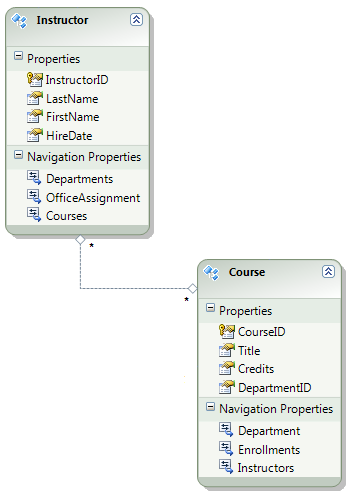 Instructor
Properties
InstructorID
LastName
FirstName
HireDate
Navigation Properties
Departments
OfficeAssignment
Courses
*
*
Course
Properties
CourseID
Title
Credits
DepartmentID
Navigation Properties
Department
Enrollments
Instructors